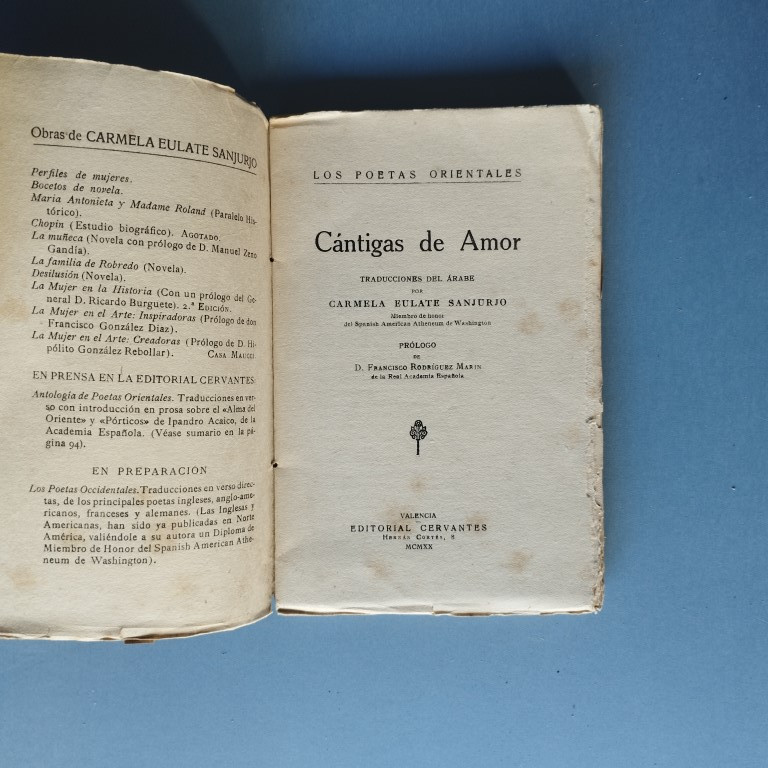 Obras de CARMELA EULATE SANJURJO
Perfiles de mujeres.
Bocetos de novela.
Maria Antonieta y Madame Roland (Paralelo His-
tórico).
Chopin (Estudio biográfico). AGOTADO.
La muñeca (Novela con prólogo de D. Manuel Zeno
Gandía).
La familia de Robredo (Novela).
Desilusión (Novela).
La Mujer en la Historia (Con un prólogo del Ge-
neral D. Ricardo Burguete). 2.ª EDICIÓN.
La Mujer en el Arte: Inspiradoras (Prólogo de don
Francisco González Diaz).
La Mujer en el Arte: Creadoras (Prólogo de D. Hi-
pólito González Rebollar). CASA MAUCCI.
EN PRENSA EN LA EDITORIAL CERVANTES:
Antología de Poetas Orientales. Traducciones en ver-
so con introducción en prosa sobre el «Alma del
Oriente» y «Pórticos» de Ipandro Acaico, de la
Academia Española. (Véase sumario en la pá-
gina 94).
EN PREPARACIÓN
Los Poetas Occidentales. Traducciones en verso direc-
tas, de los principales poetas ingleses, anglo-ame-
ricanos, franceses y alemanes. (Las Inglesas y
Americanas, han sido ya publicadas en Norte
América, valiéndole a su autora un Diploma de
Miembro de Honor del Spanish American Athe-
neum de Washington).
LOS POETAS ORIENTALES
Cántigas de Amor
TRADUCCIONES DEL ÁRABE
POR
CARMELA EULATE SANJURJO
Miembro de honor
del Spanish American Atheneum de Washington
PRÓLOGO
DE
D. FRANCISCO RODRÍGUEZ MARIN
de la Real Academia Española
VALENCIA
EDITORIAL CERVANTES
HERNÁN CORTÉS, 8
MCMXX